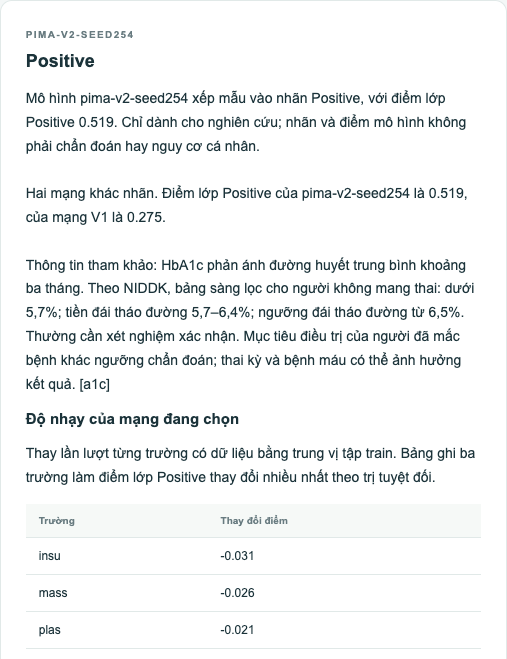 PIMA-V2-SEED254
Positive
Mô hình pima-v2-seed254 xếp mẫu vào nhãn Positive, với điểm lớp
Positive 0.519. Chỉ dành cho nghiên cứu; nhãn và điểm mô hình không
phải chẩn đoán hay nguy cơ cá nhân.
Hai mạng khác nhãn. Điểm lớp Positive của pima-v2-seed254 là 0.519,
của mạng V1 là 0.275.
Thông tin tham khảo: HbA1c phản ánh đường huyết trung bình khoảng
ba tháng. Theo NIDDK, bảng sàng lọc cho người không mang thai: dưới
5,7%; tiền đái tháo đường 5,7–6,4%; ngưỡng đái tháo đường từ 6,5%.
Thường cần xét nghiệm xác nhận. Mục tiêu điều trị của người đã mắc
bệnh khác ngưỡng chẩn đoán; thai kỳ và bệnh máu có thể ảnh hưởng
kết quả. [a1c]
Độ nhạy của mạng đang chọn
Thay lần lượt từng trường có dữ liệu bằng trung vị tập train. Bảng ghi ba
trường làm điểm lớp Positive thay đổi nhiều nhất theo trị tuyệt đối.
Trường Thay đổi điểm
insu -0.031
mass -0.026
plas -0.021